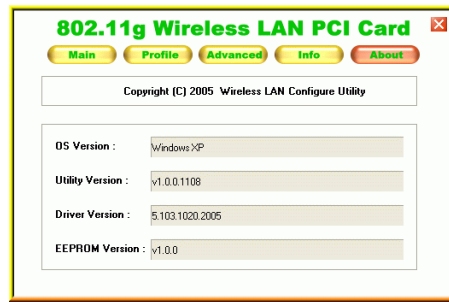 802.11g Wireless LAN PCI Card
Main Profile Advanced Info About
Copyright (C) 2005 Wireless LAN Configure Utility
OS Version : Windows XP
Utility Version : v1.0.0.1108
Driver Version : 5.103.1020.2005
EEPROM Version : v1.0.0